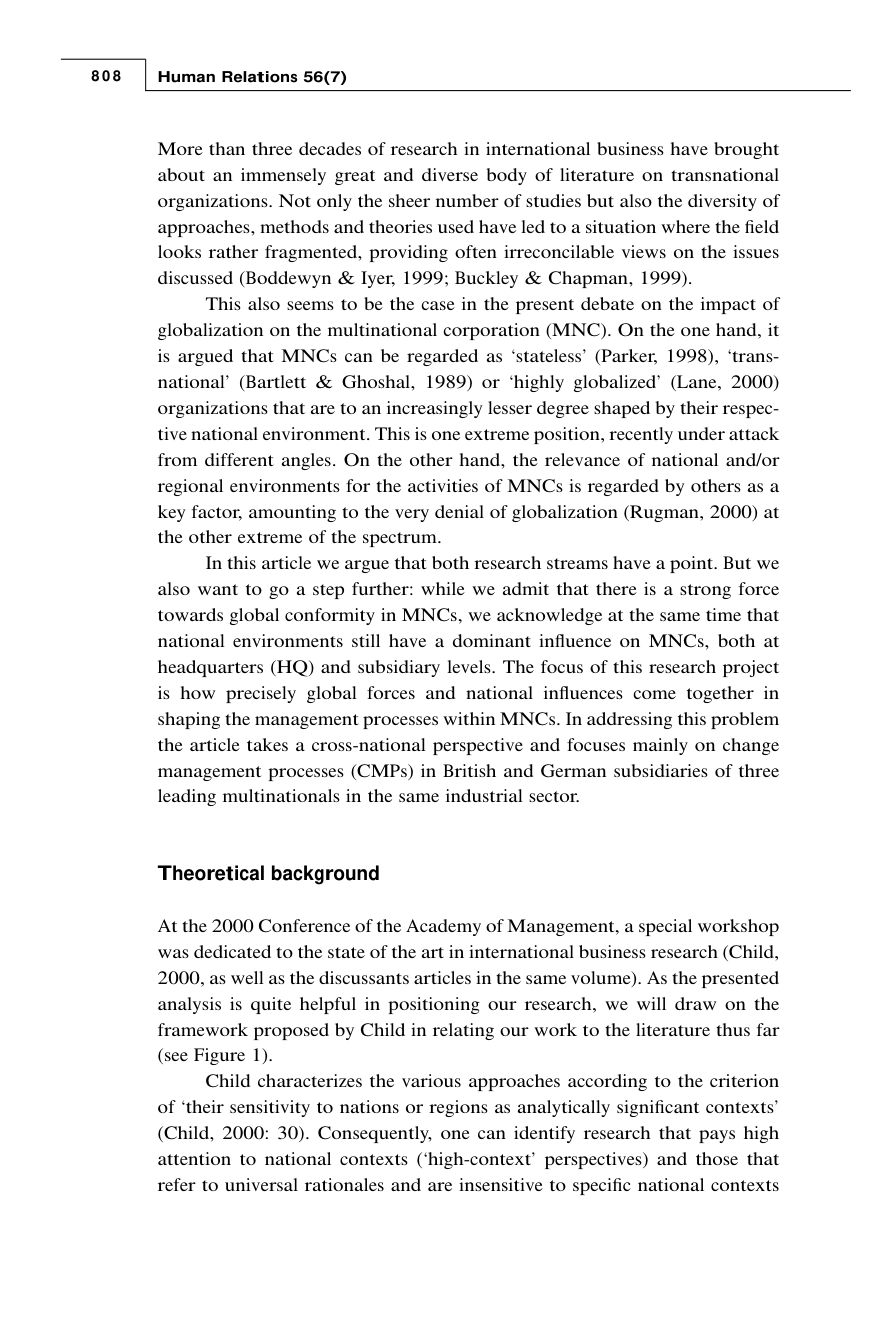 808 Human Relations 56(7)
More than three decades of research in international business have brought
about an immensely great and diverse body of literature on transnational
organizations. Not only the sheer number of studies but also the diversity of
approaches, methods and theories used have led to a situation where the field
looks rather fragmented, providing often irreconcilable views on the issues
discussed (Boddewyn & Iyer, 1999; Buckley & Chapman, 1999).
This also seems to be the case in the present debate on the impact of
globalization on the multinational corporation (MNC). On the one hand, it
is argued that MNCs can be regarded as ‘stateless’ (Parker, 1998), ‘trans-
national’ (Bartlett & Ghoshal, 1989) or ‘highly globalized’ (Lane, 2000)
organizations that are to an increasingly lesser degree shaped by their respec-
tive national environment. This is one extreme position, recently under attack
from different angles. On the other hand, the relevance of national and/or
regional environments for the activities of MNCs is regarded by others as a
key factor, amounting to the very denial of globalization (Rugman, 2000) at
the other extreme of the spectrum.
In this article we argue that both research streams have a point. But we
also want to go a step further: while we admit that there is a strong force
towards global conformity in MNCs, we acknowledge at the same time that
national environments still have a dominant influence on MNCs, both at
headquarters (HQ) and subsidiary levels. The focus of this research project
is how precisely global forces and national influences come together in
shaping the management processes within MNCs. In addressing this problem
the article takes a cross-national perspective and focuses mainly on change
management processes (CMPs) in British and German subsidiaries of three
leading multinationals in the same industrial sector.
Theoretical background
At the 2000 Conference of the Academy of Management, a special workshop
was dedicated to the state of the art in international business research (Child,
2000, as well as the discussants articles in the same volume). As the presented
analysis is quite helpful in positioning our research, we will draw on the
framework proposed by Child in relating our work to the literature thus far
(see Figure 1).
Child characterizes the various approaches according to the criterion
of ‘their sensitivity to nations or regions as analytically significant contexts’
(Child, 2000: 30). Consequently, one can identify research that pays high
attention to national contexts (‘high-context’ perspectives) and those that
refer to universal rationales and are insensitive to specific national contexts